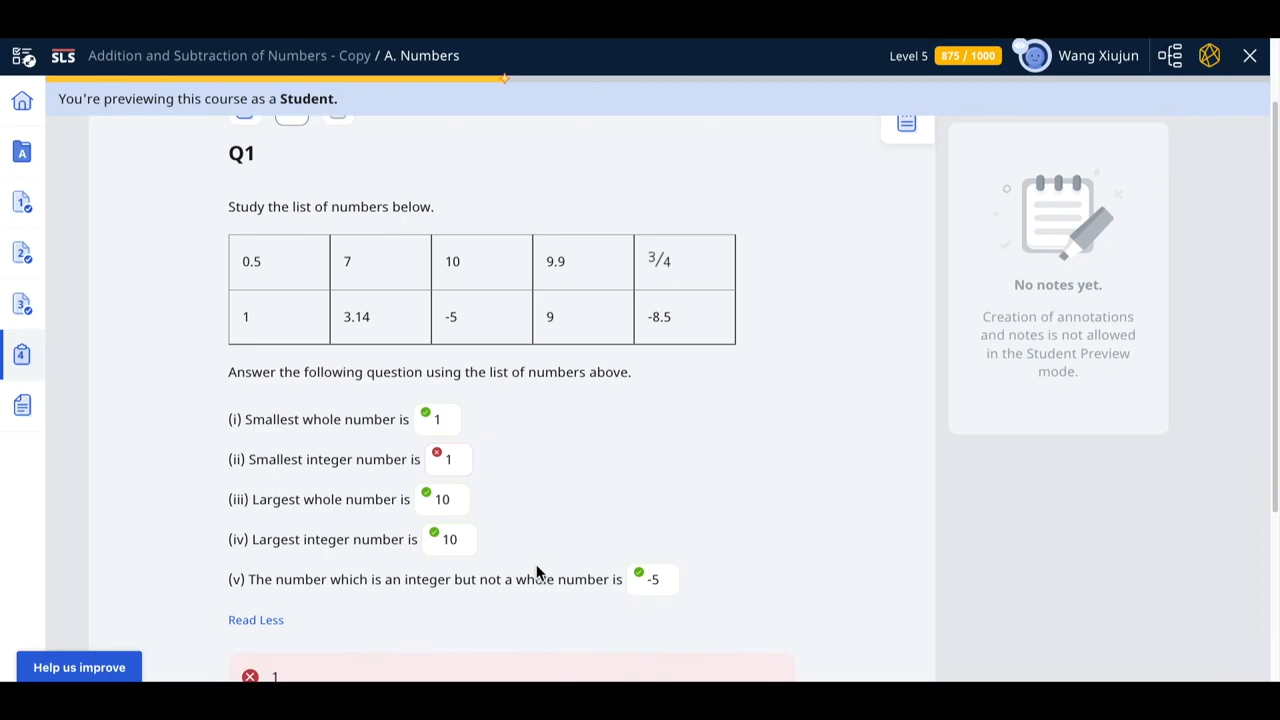 SLS Addition and Subtraction of Numbers - Copy / A. Numbers Level 5 875 / 1000 Wang Xiujun
You're previewing this course as a Student.
A
1
2
3
4
Q1
Study the list of numbers below.
0.5 7 10 9.9 3/4
1 3.14 -5 9 -8.5
Answer the following question using the list of numbers above.
(i) Smallest whole number is 1
(ii) Smallest integer number is 1
(iii) Largest whole number is 10
(iv) Largest integer number is 10
(v) The number which is an integer but not a whole number is -5
Read Less
1
No notes yet.
Creation of annotations
and notes is not allowed
in the Student Preview
mode.
Help us improve